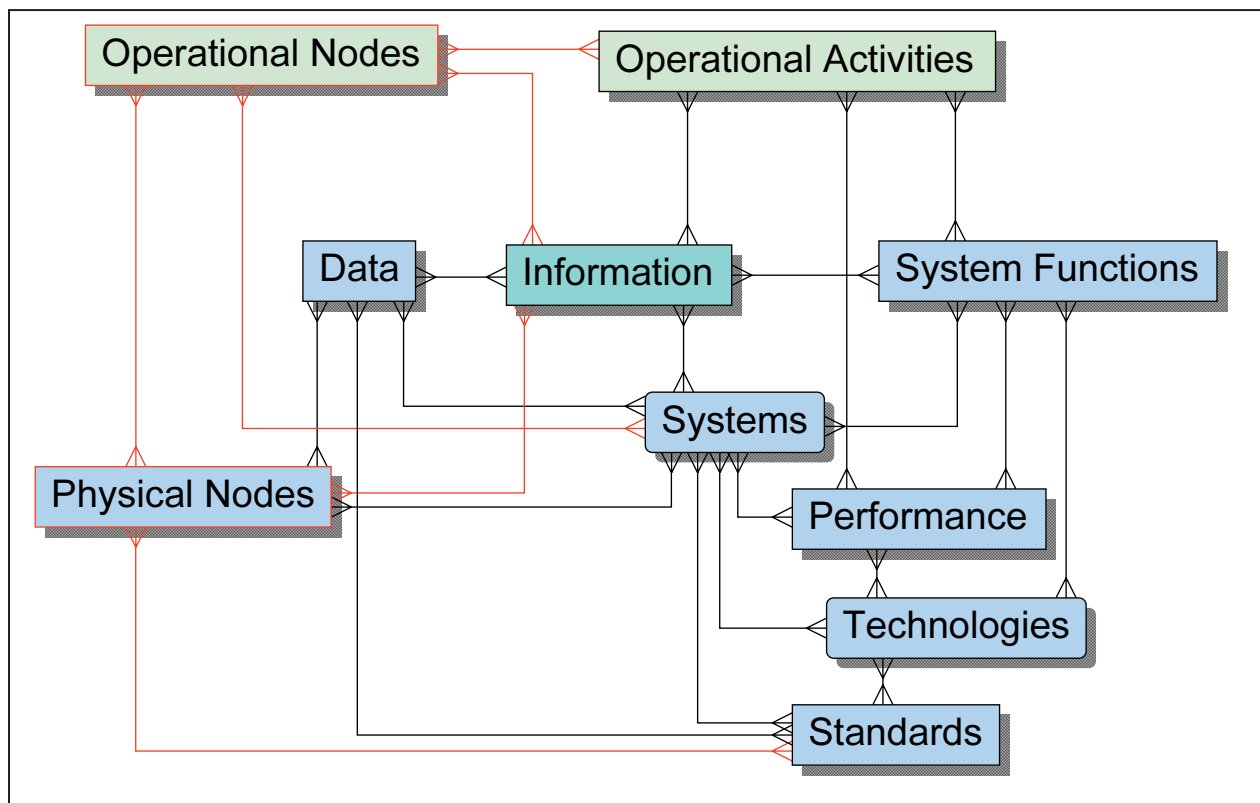 Operational Nodes
Operational Activities
Data
Information
System Functions
Systems
Physical Nodes
Performance
Technologies
Standards